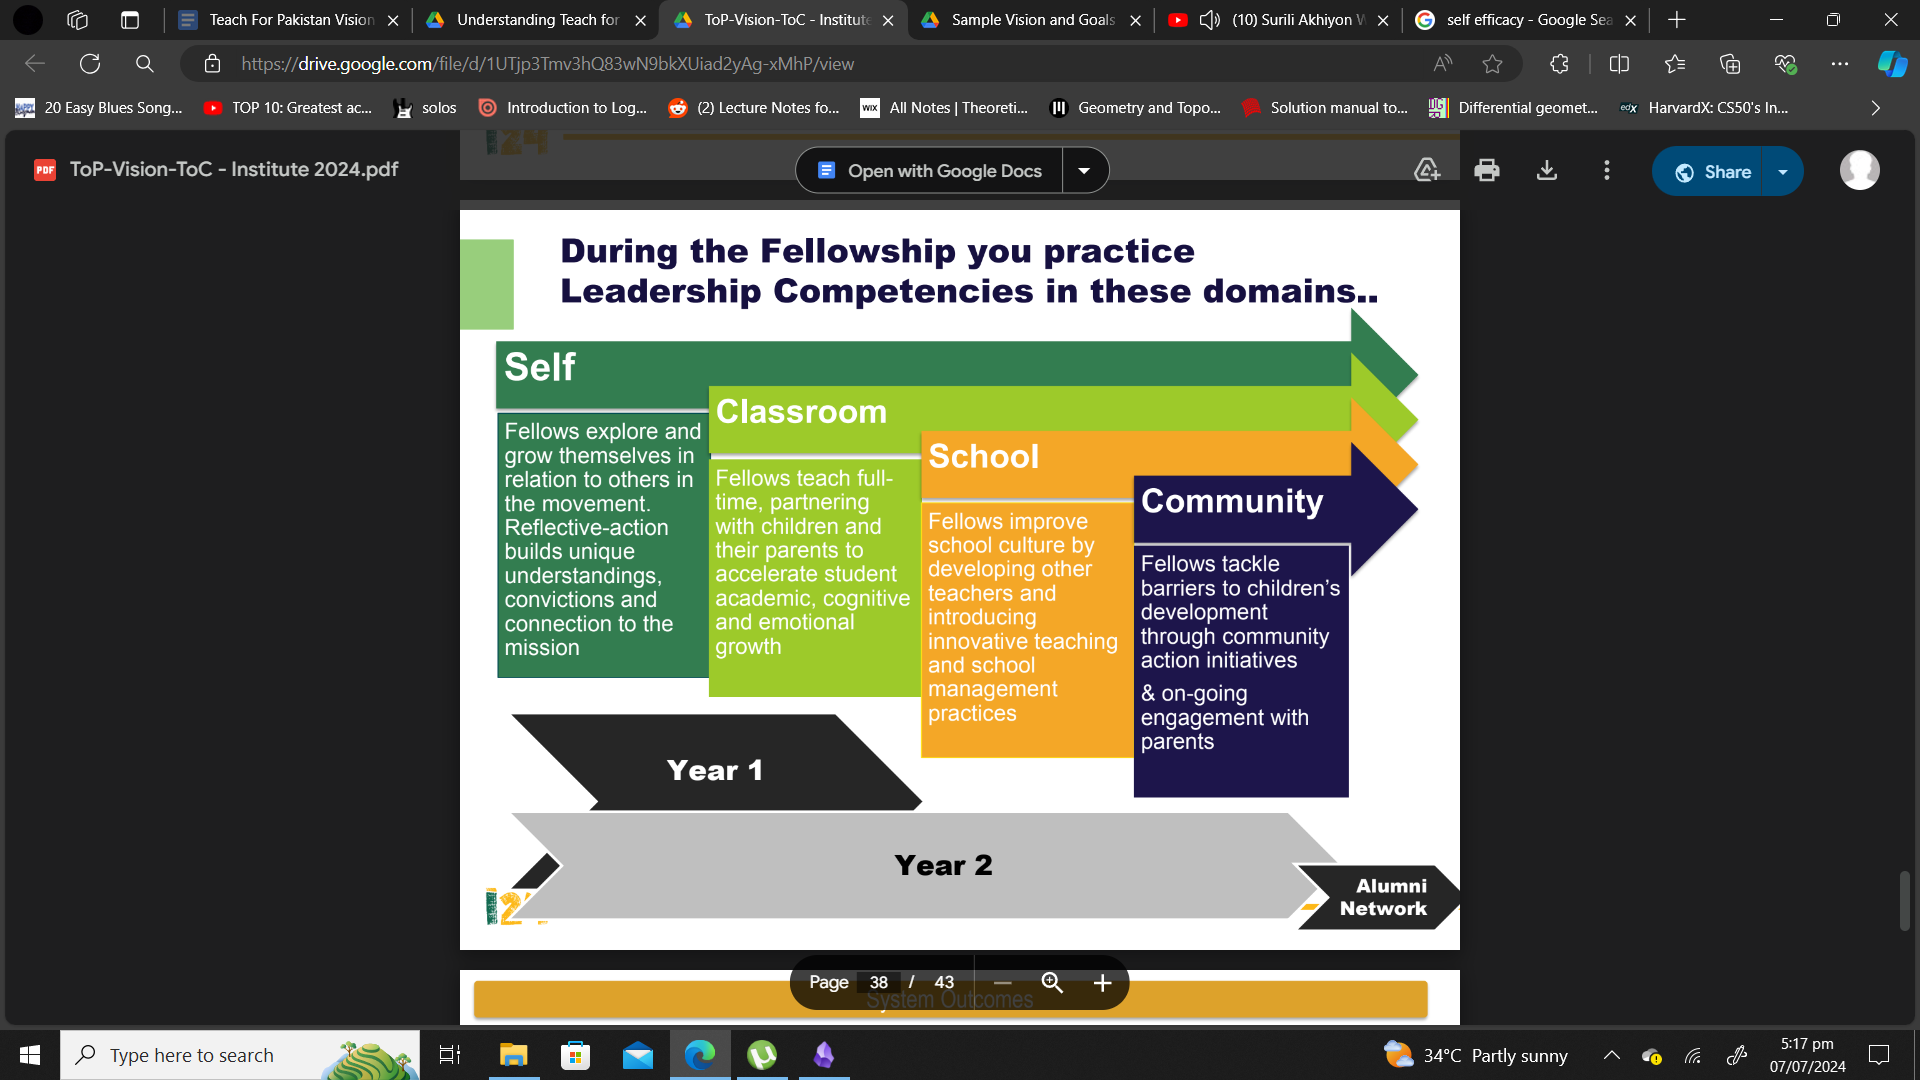 Teach For Pakistan Vision
Understanding Teach for
ToP-Vision-ToC - Institute
Sample Vision and Goals
(10) Surili Akhiyon W
self efficacy - Google Sea
https://drive.google.com/file/d/1UTjp3Tmv3hQ83wN9bkXUiad2yAg-xMhP/view
20 Easy Blues Song...
TOP 10: Greatest ac...
solos
Introduction to Log...
(2) Lecture Notes fo...
All Notes | Theoreti...
Geometry and Topo...
Solution manual to...
Differential geomet...
HarvardX: CS50's In...
PDF
ToP-Vision-ToC - Institute 2024.pdf
Open with Google Docs
Share
During the Fellowship you practice
Leadership Competencies in these domains..
Self
Fellows explore and
grow themselves in
relation to others in
the movement.
Reflective-action
builds unique
understandings,
convictions and
connection to the
mission
Classroom
Fellows teach full-
time, partnering
with children and
their parents to
accelerate student
academic, cognitive
and emotional
growth
School
Fellows improve
school culture by
developing other
teachers and
introducing
innovative teaching
and school
management
practices
Community
Fellows tackle
barriers to children's
development
through community
action initiatives
& on-going
engagement with
parents
Year 1
Year 2
Alumni
Network
Page 38 / 43
System Outcomes
Type here to search
34°C Partly sunny
5:17 pm
07/07/2024